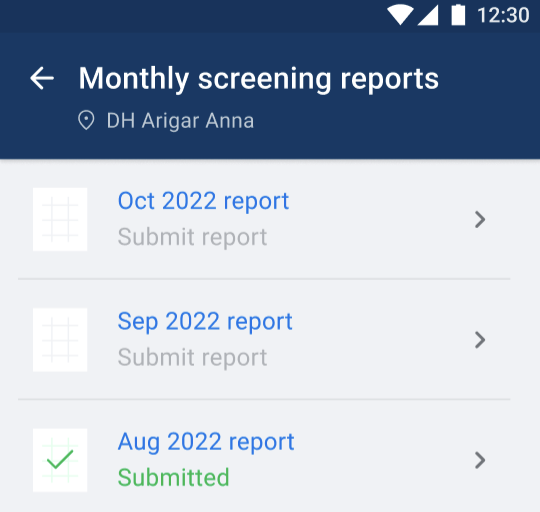 12:30
Monthly screening reports
DH Arigar Anna
Oct 2022 report
Submit report
Sep 2022 report
Submit report
Aug 2022 report
Submitted